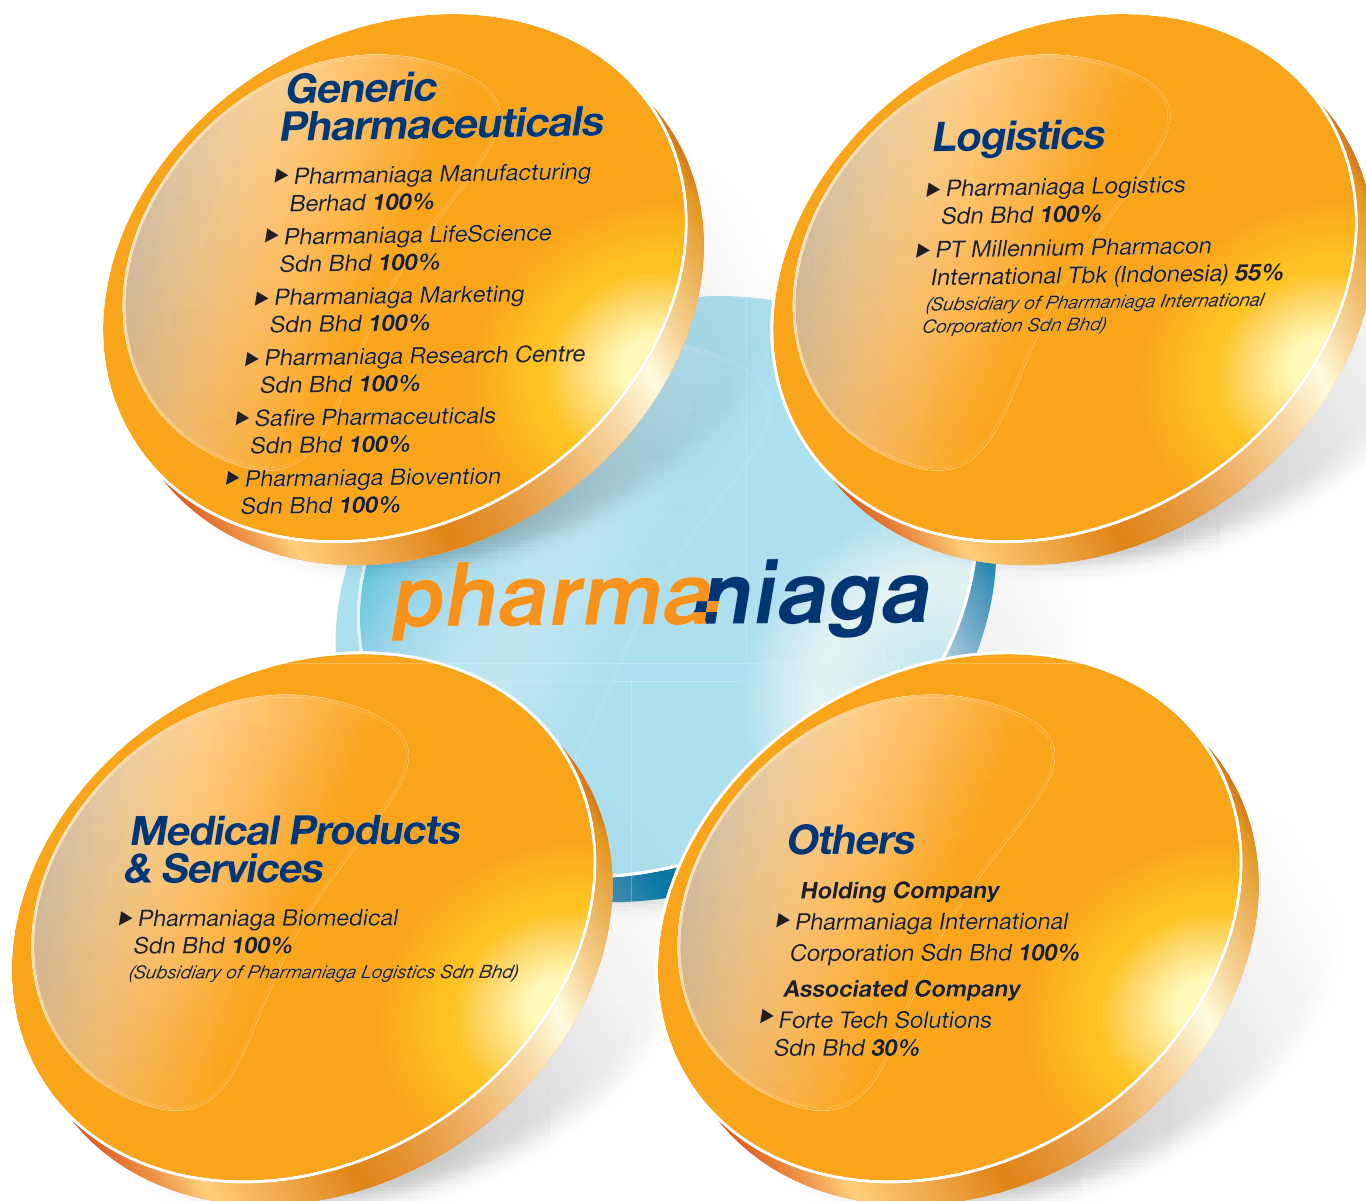 Generic
Pharmaceuticals
► Pharmaniaga Manufacturing
Berhad 100%
► Pharmaniaga LifeScience
Sdn Bhd 100%
► Pharmaniaga Marketing
Sdn Bhd 100%
► Pharmaniaga Research Centre
Sdn Bhd 100%
► Safire Pharmaceuticals
Sdn Bhd 100%
► Pharmaniaga Biovention
Sdn Bhd 100%
Logistics
► Pharmaniaga Logistics
Sdn Bhd 100%
► PT Millennium Pharmacon
International Tbk (Indonesia) 55%
(Subsidiary of Pharmaniaga International
Corporation Sdn Bhd)
pharmaniaga
Medical Products
& Services
► Pharmaniaga Biomedical
Sdn Bhd 100%
(Subsidiary of Pharmaniaga Logistics Sdn Bhd)
Others
Holding Company
► Pharmaniaga International
Corporation Sdn Bhd 100%
Associated Company
► Forte Tech Solutions
Sdn Bhd 30%